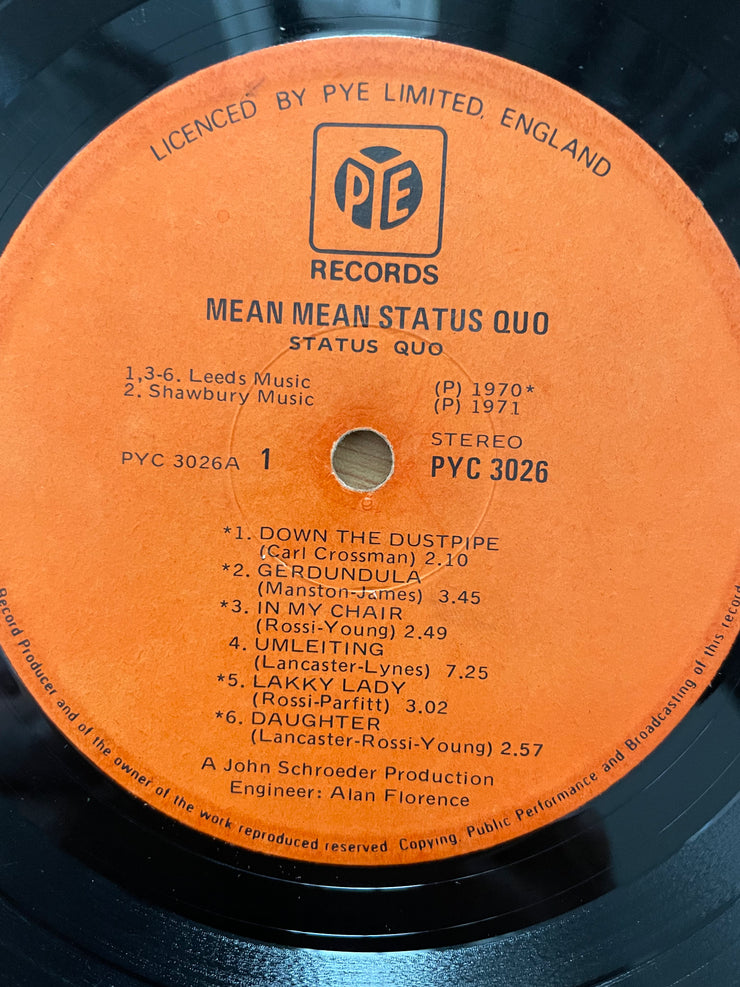 LICENCED BY PYE LIMITED, ENGLAND
PYE
RECORDS
MEAN MEAN STATUS QUO
STATUS QUO
1,3-6. Leeds Music (P) 1970*
2. Shawbury Music (P) 1971
STEREO
PYC 3026A 1 PYC 3026
*1. DOWN THE DUSTPIPE
(Carl Crossman) 2.10
*2. GERDUNDULA
(Manston-James) 3.45
*3. IN MY CHAIR
(Rossi-Young) 2.49
4. UMLEITING
(Lancaster-Lynes) 7.25
*5. LAKKY LADY
(Rossi-Parfitt) 3.02
*6. DAUGHTER
(Lancaster-Rossi-Young) 2.57
A John Schroeder Production
Engineer: Alan Florence
Record Producer and of the owner of the work reproduced reserved. Copying, Public Performance and Broadcasting of this record